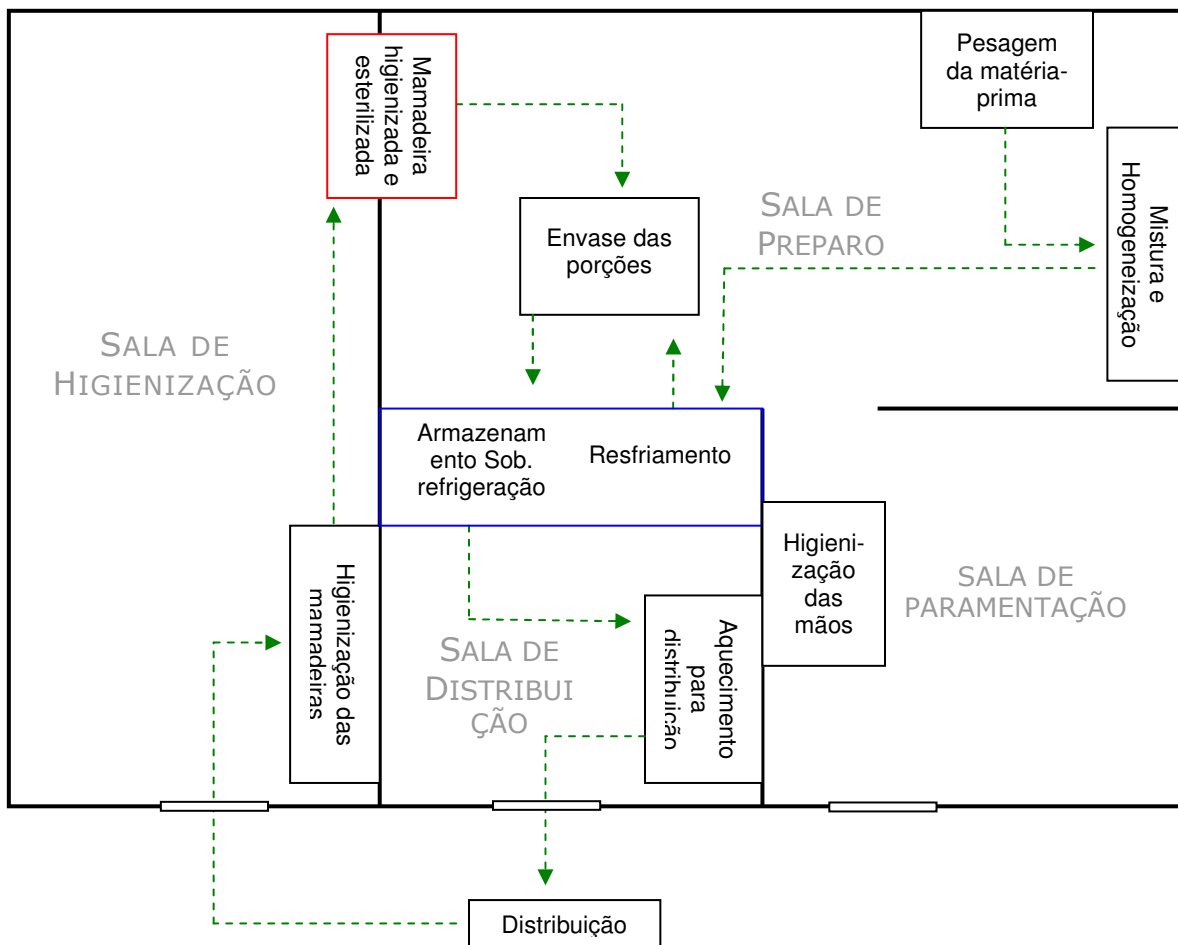 Mamadeira
higienizada e
esterilizada
Pesagem
da matéria-
prima
Mistura e
Homogeneização
SALA DE
PREPARO
Envase das
porções
SALA DE
HIGIENIZAÇÃO
Armazenam
ento Sob.
refrigeração
Resfriamento
Higienização das
mamadeiras
Higieni-
zação
das
mãos
SALA DE
PARAMENTAÇÃO
Aquecimento
para
distribuição
SALA DE
DISTRIBUI
ÇÃO
Distribuição